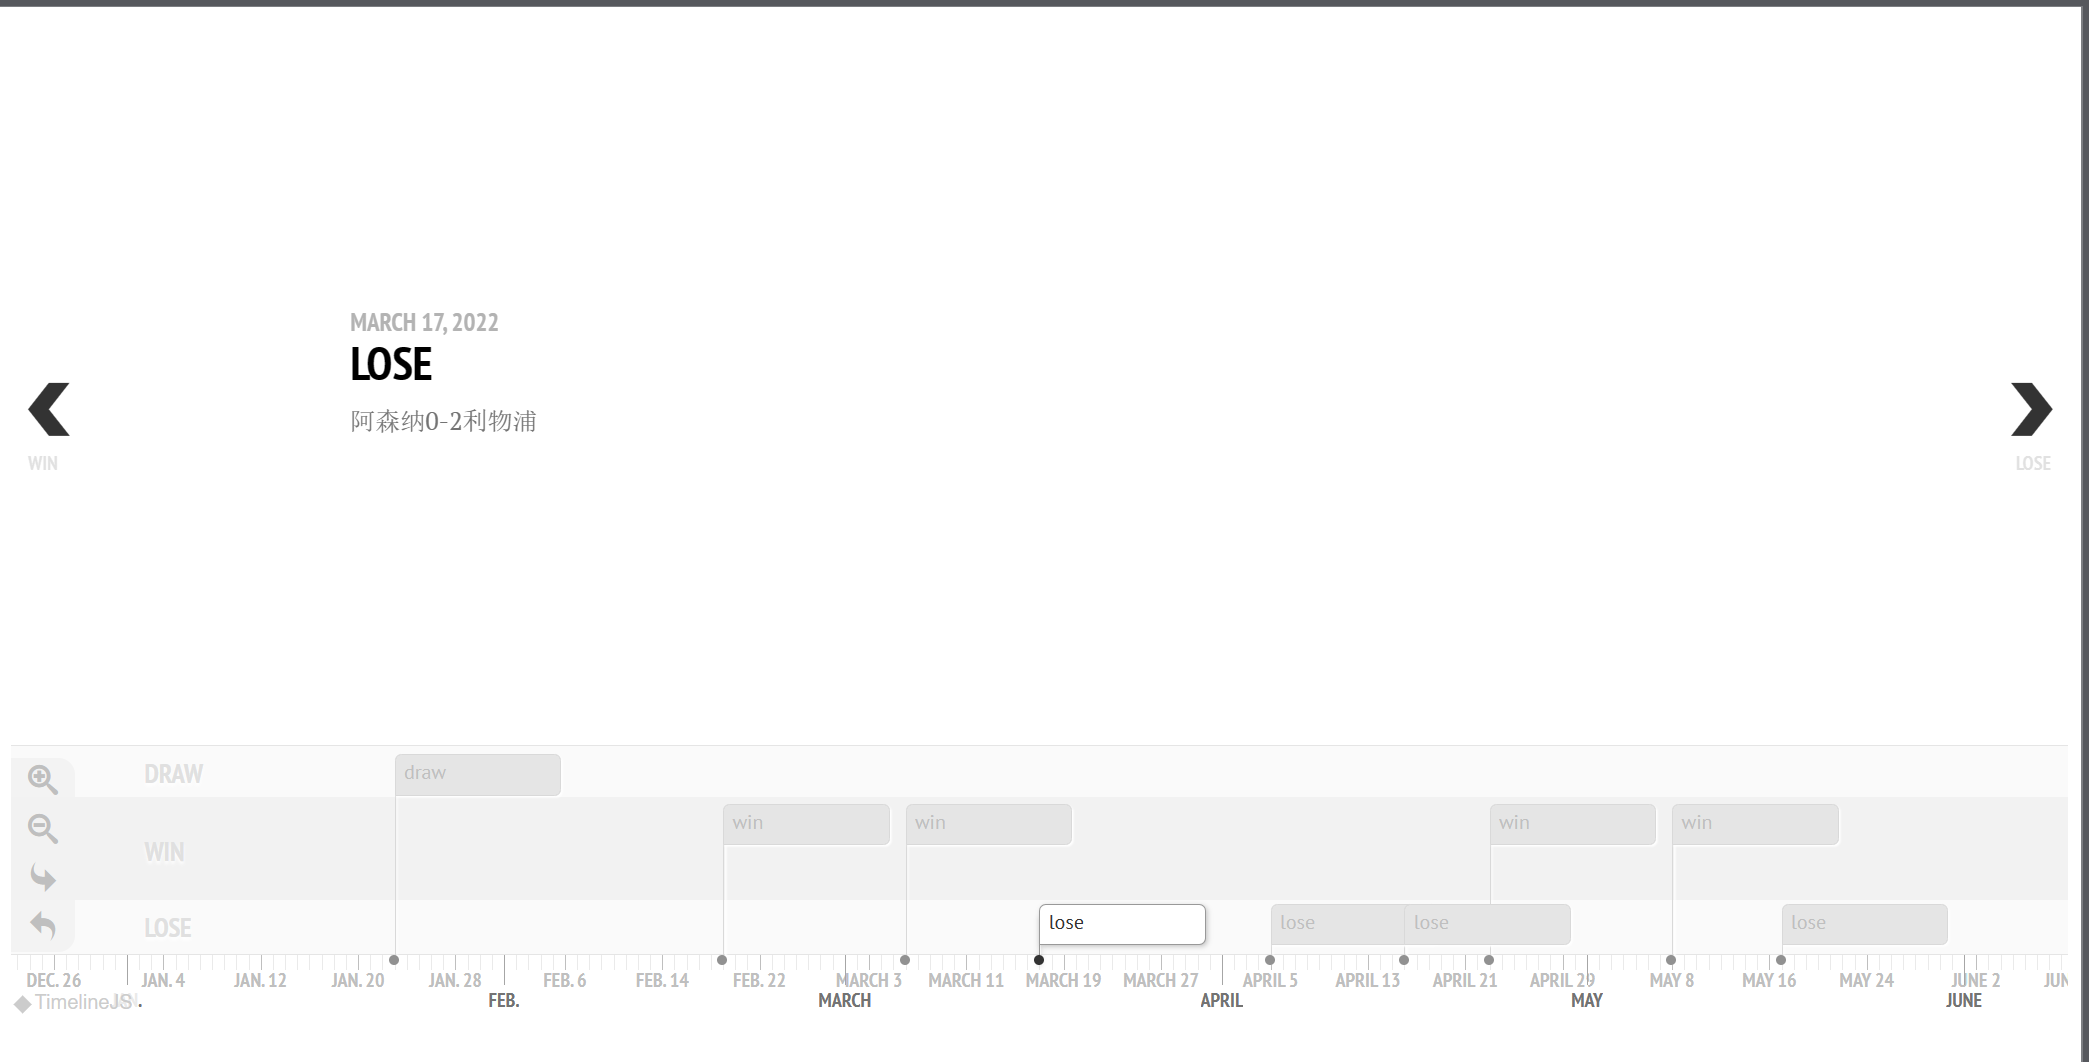 MARCH 17, 2022
LOSE
阿森纳0-2利物浦
WIN
LOSE
DRAW
draw
WIN
win
win
win
win
LOSE
lose
lose
lose
lose
DEC. 26
JAN. 4
JAN. 12
JAN. 20
JAN. 28
FEB. 6
FEB. 14
FEB. 22
MARCH 3
MARCH 11
MARCH 19
MARCH 27
APRIL 5
APRIL 13
APRIL 21
APRIL 29
MAY 8
MAY 16
MAY 24
JUNE 2
JUN
TimelineJS
JAN.
FEB.
MARCH
APRIL
MAY
JUNE